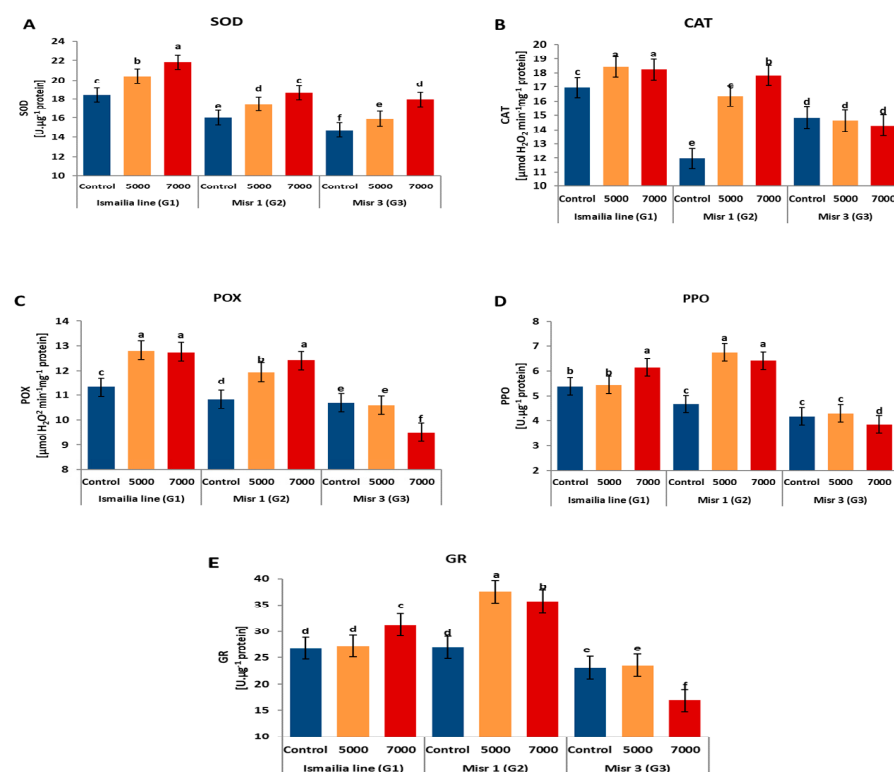 A
SOD
SOD
[U.µg-¹ protein]
24
22
20
18
16
14
12
10
c
b
a
e
d
c
f
e
d
Control 5000 7000 Control 5000 7000 Control 5000 7000
Ismailia line (G1) Misr 1 (G2) Misr 3 (G3)
B
CAT
CAT
[µmol H₂O₂ min-¹mg-¹ protein]
19
18
17
16
15
14
13
12
11
10
c
a
a
e
c
b
d
d
d
Control 5000 7000 Control 5000 7000 Control 5000 7000
Ismailia line (G1) Misr 1 (G2) Misr 3 (G3)
C
POX
POX
[µmol H₂O² min-¹mg-¹ protein]
14
13
12
11
10
9
8
c
a
a
d
b
a
e
e
f
Control 5000 7000 Control 5000 7000 Control 5000 7000
Ismailia line (G1) Misr 1 (G2) Misr 3 (G3)
D
PPO
PPO
[U.µg-¹ protein]
7
6
5
4
3
2
b
b
a
c
a
a
c
c
d
Control 5000 7000 Control 5000 7000 Control 5000 7000
Ismailia line (G1) Misr 1 (G2) Misr 3 (G3)
E
GR
GR
[U.µg-¹ protein]
40
35
30
25
20
15
10
d
d
c
d
a
b
e
e
f
Control 5000 7000 Control 5000 7000 Control 5000 7000
Ismailia line (G1) Misr 1 (G2) Misr 3 (G3)